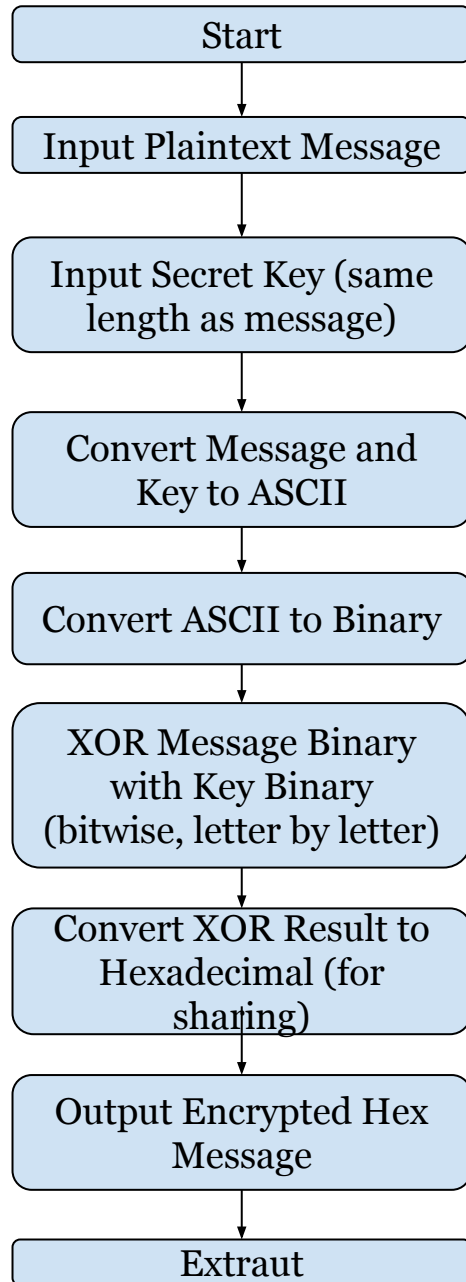 Start
Input Plaintext Message
Input Secret Key (same
length as message)
Convert Message and
Key to ASCII
Convert ASCII to Binary
XOR Message Binary
with Key Binary
(bitwise, letter by letter)
Convert XOR Result to
Hexadecimal (for
sharing)
Output Encrypted Hex
Message
Extraut